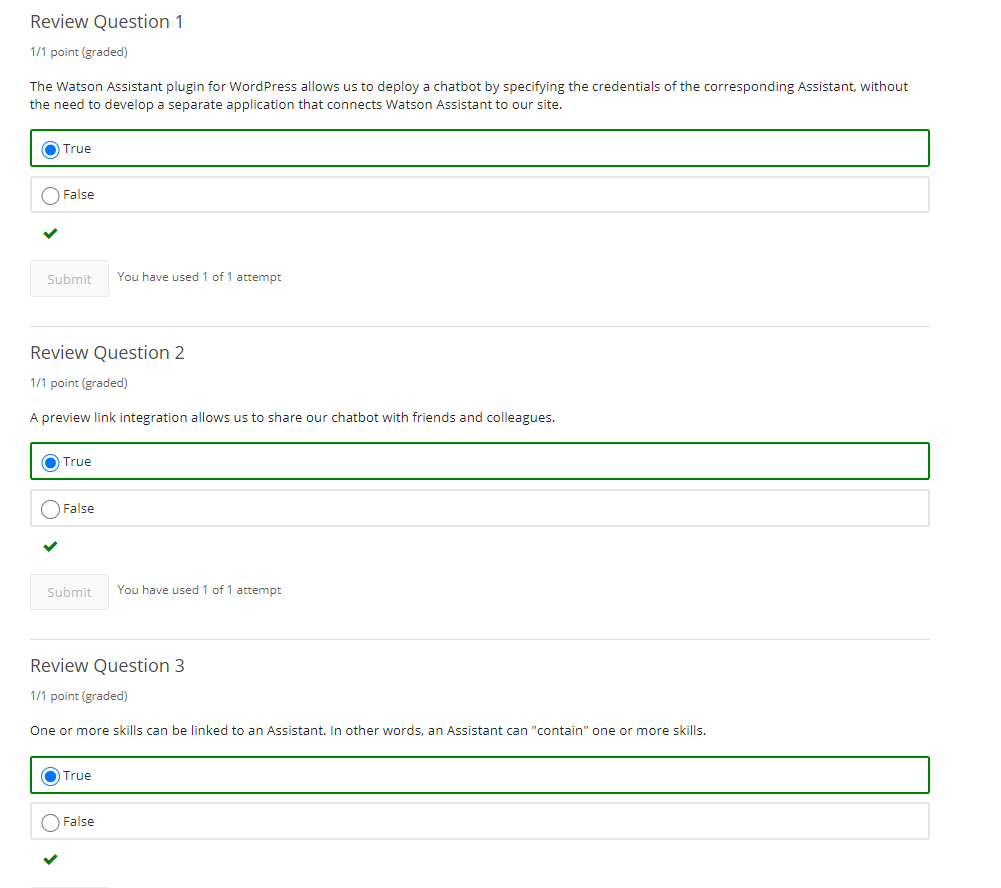 Review Question 1
1/1 point (graded)
The Watson Assistant plugin for WordPress allows us to deploy a chatbot by specifying the credentials of the corresponding Assistant, without
the need to develop a separate application that connects Watson Assistant to our site.
True
False
Submit You have used 1 of 1 attempt
Review Question 2
1/1 point (graded)
A preview link integration allows us to share our chatbot with friends and colleagues.
True
False
Submit You have used 1 of 1 attempt
Review Question 3
1/1 point (graded)
One or more skills can be linked to an Assistant. In other words, an Assistant can "contain" one or more skills.
True
False